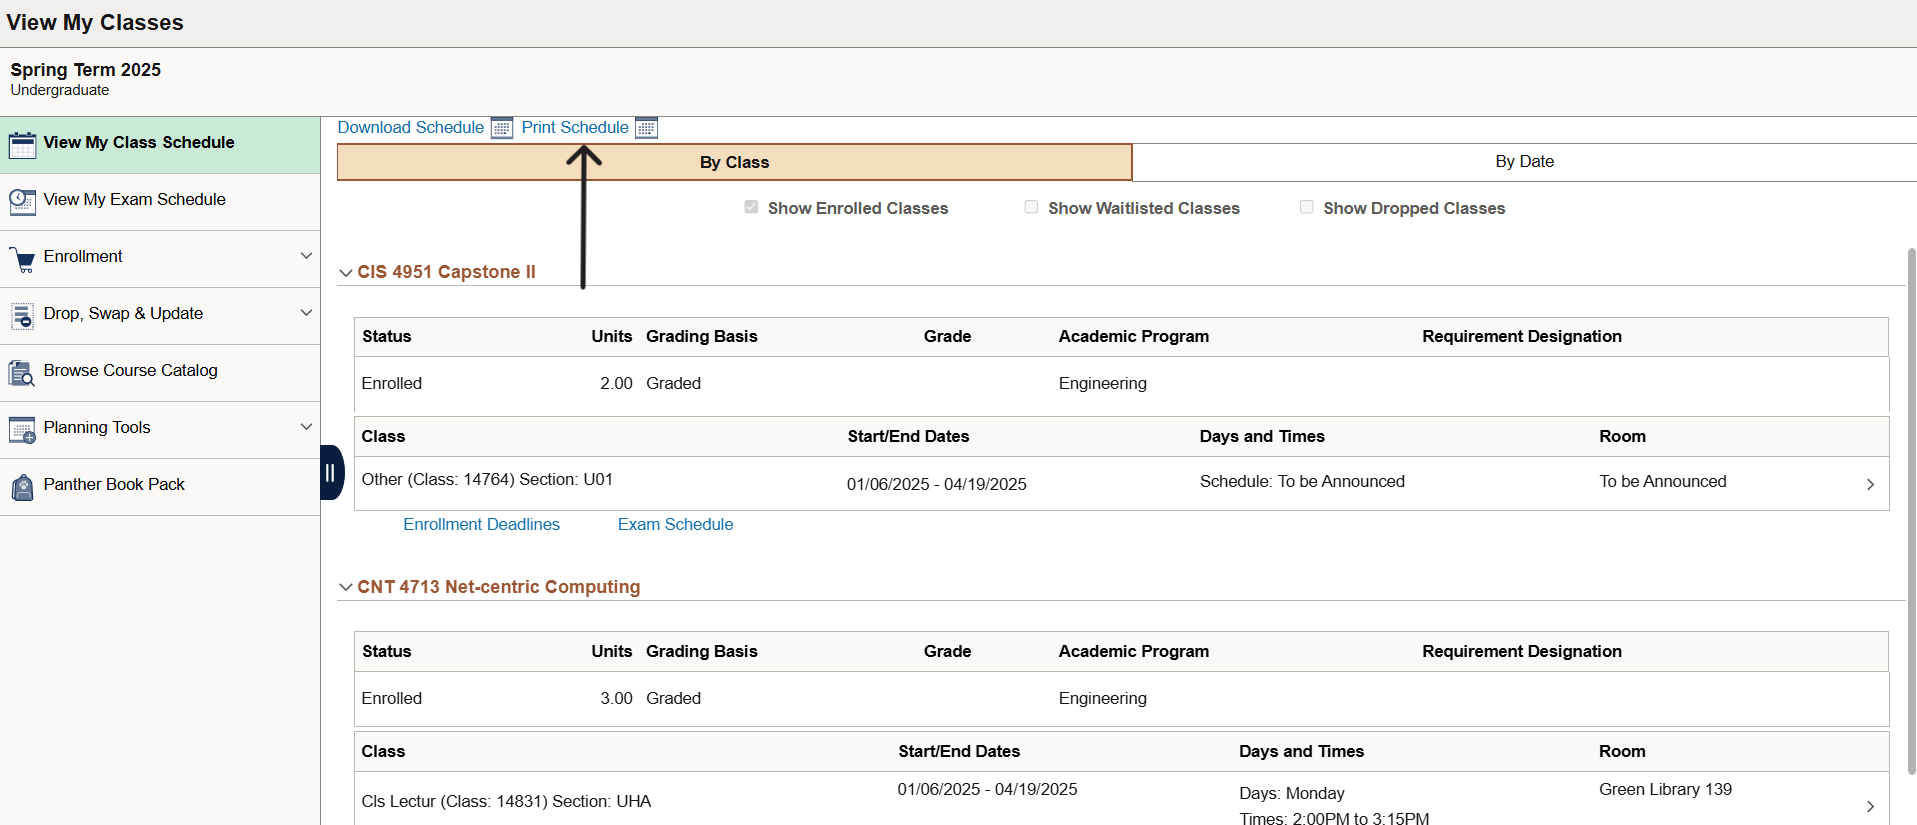 View My Classes
Spring Term 2025
Undergraduate
View My Class Schedule
View My Exam Schedule
Enrollment
Drop, Swap & Update
Browse Course Catalog
Planning Tools
Panther Book Pack
Download Schedule Print Schedule
By Class By Date
Show Enrolled Classes Show Waitlisted Classes Show Dropped Classes
CIS 4951 Capstone II
Status Units Grading Basis Grade Academic Program Requirement Designation
Enrolled 2.00 Graded Engineering
Class Start/End Dates Days and Times Room
Other (Class: 14764) Section: U01 01/06/2025 - 04/19/2025 Schedule: To be Announced To be Announced
Enrollment Deadlines Exam Schedule
CNT 4713 Net-centric Computing
Status Units Grading Basis Grade Academic Program Requirement Designation
Enrolled 3.00 Graded Engineering
Class Start/End Dates Days and Times Room
Cls Lectur (Class: 14831) Section: UHA 01/06/2025 - 04/19/2025 Days: Monday Green Library 139
Times: 2:00PM to 3:15PM